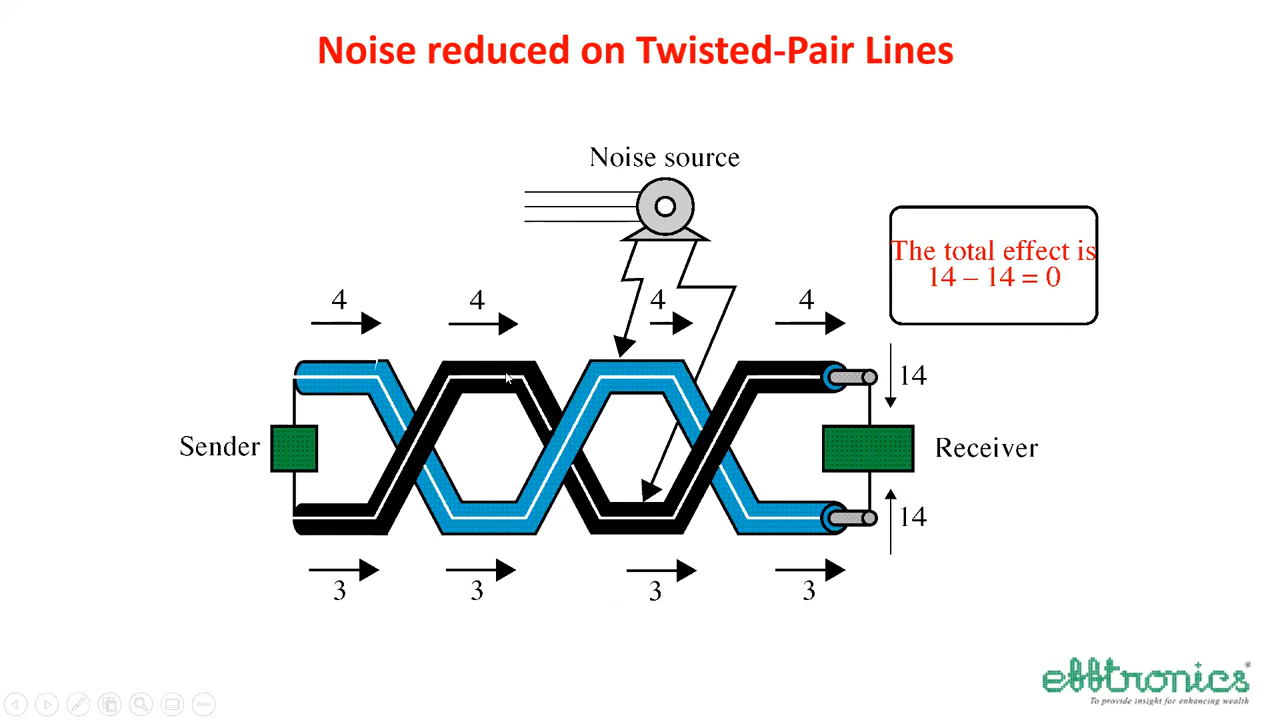 Noise reduced on Twisted-Pair Lines
Noise source
The total effect is
14 – 14 = 0
4 4 4 4
14
Sender
Receiver
14
3 3 3 3
efftronics®
To provide insight for enhancing wealth